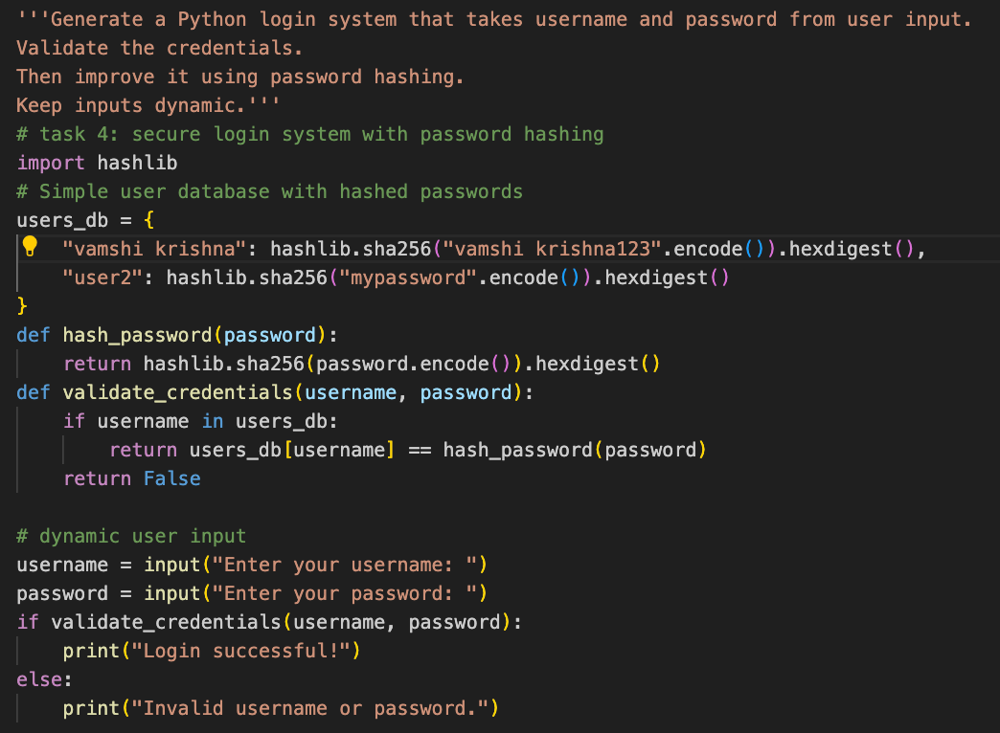 '''Generate a Python login system that takes username and password from user input.
Validate the credentials.
Then improve it using password hashing.
Keep inputs dynamic.'''
# task 4: secure login system with password hashing
import hashlib
# Simple user database with hashed passwords
users_db = {
    "vamshi krishna": hashlib.sha256("vamshi krishna123".encode()).hexdigest(),
    "user2": hashlib.sha256("mypassword".encode()).hexdigest()
}
def hash_password(password):
    return hashlib.sha256(password.encode()).hexdigest()
def validate_credentials(username, password):
    if username in users_db:
        return users_db[username] == hash_password(password)
    return False

# dynamic user input
username = input("Enter your username: ")
password = input("Enter your password: ")
if validate_credentials(username, password):
    print("Login successful!")
else:
    print("Invalid username or password.")